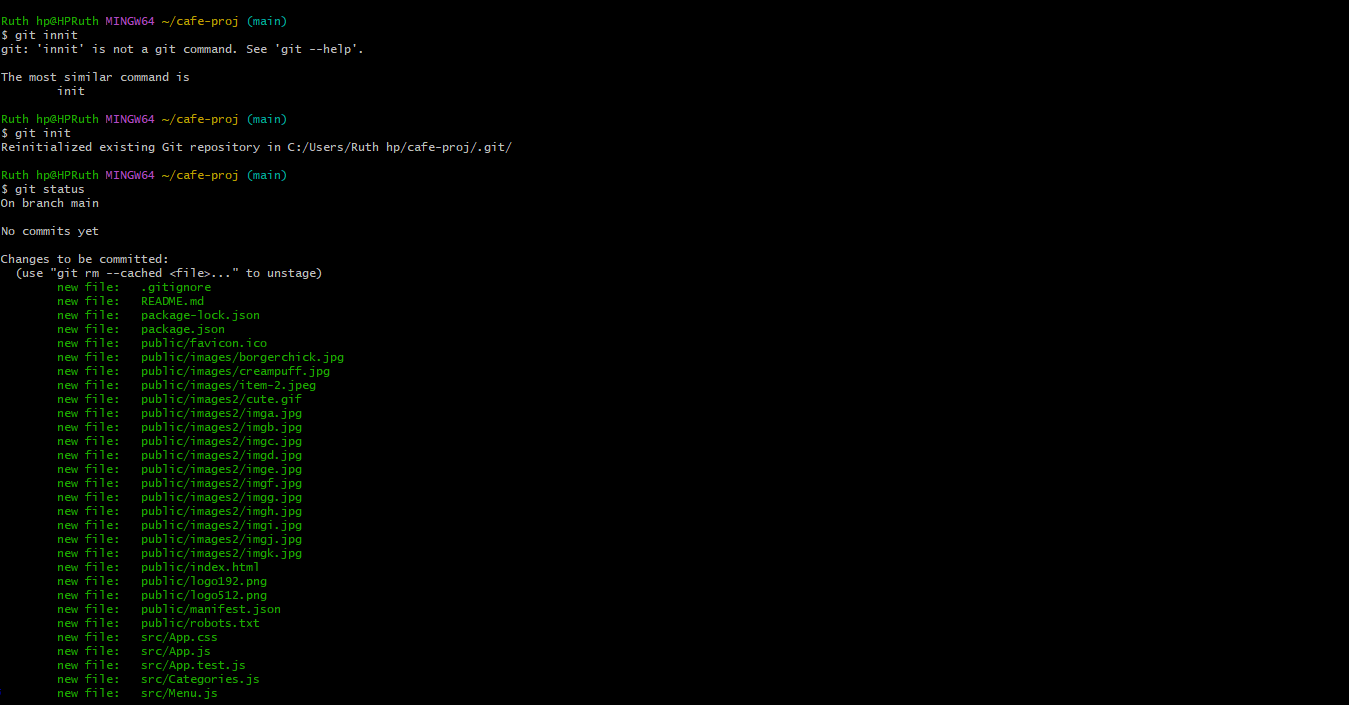 Ruth hp@HPRuth MINGW64 ~/cafe-proj (main)
$ git innit
git: 'innit' is not a git command. See 'git --help'.
The most similar command is
init
Ruth hp@HPRuth MINGW64 ~/cafe-proj (main)
$ git init
Reinitialized existing Git repository in C:/Users/Ruth hp/cafe-proj/.git/
Ruth hp@HPRuth MINGW64 ~/cafe-proj (main)
$ git status
On branch main
No commits yet
Changes to be committed:
(use "git rm --cached <file>..." to unstage)
new file: .gitignore
new file: README.md
new file: package-lock.json
new file: package.json
new file: public/favicon.ico
new file: public/images/borgerchick.jpg
new file: public/images/creampuff.jpg
new file: public/images/item-2.jpeg
new file: public/images2/cute.gif
new file: public/images2/imga.jpg
new file: public/images2/imgb.jpg
new file: public/images2/imgc.jpg
new file: public/images2/imgd.jpg
new file: public/images2/imge.jpg
new file: public/images2/imgf.jpg
new file: public/images2/imgg.jpg
new file: public/images2/imgh.jpg
new file: public/images2/imgi.jpg
new file: public/images2/imgj.jpg
new file: public/images2/imgk.jpg
new file: public/index.html
new file: public/logo192.png
new file: public/logo512.png
new file: public/manifest.json
new file: public/robots.txt
new file: src/App.css
new file: src/App.js
new file: src/App.test.js
new file: src/Categories.js
new file: src/Menu.js